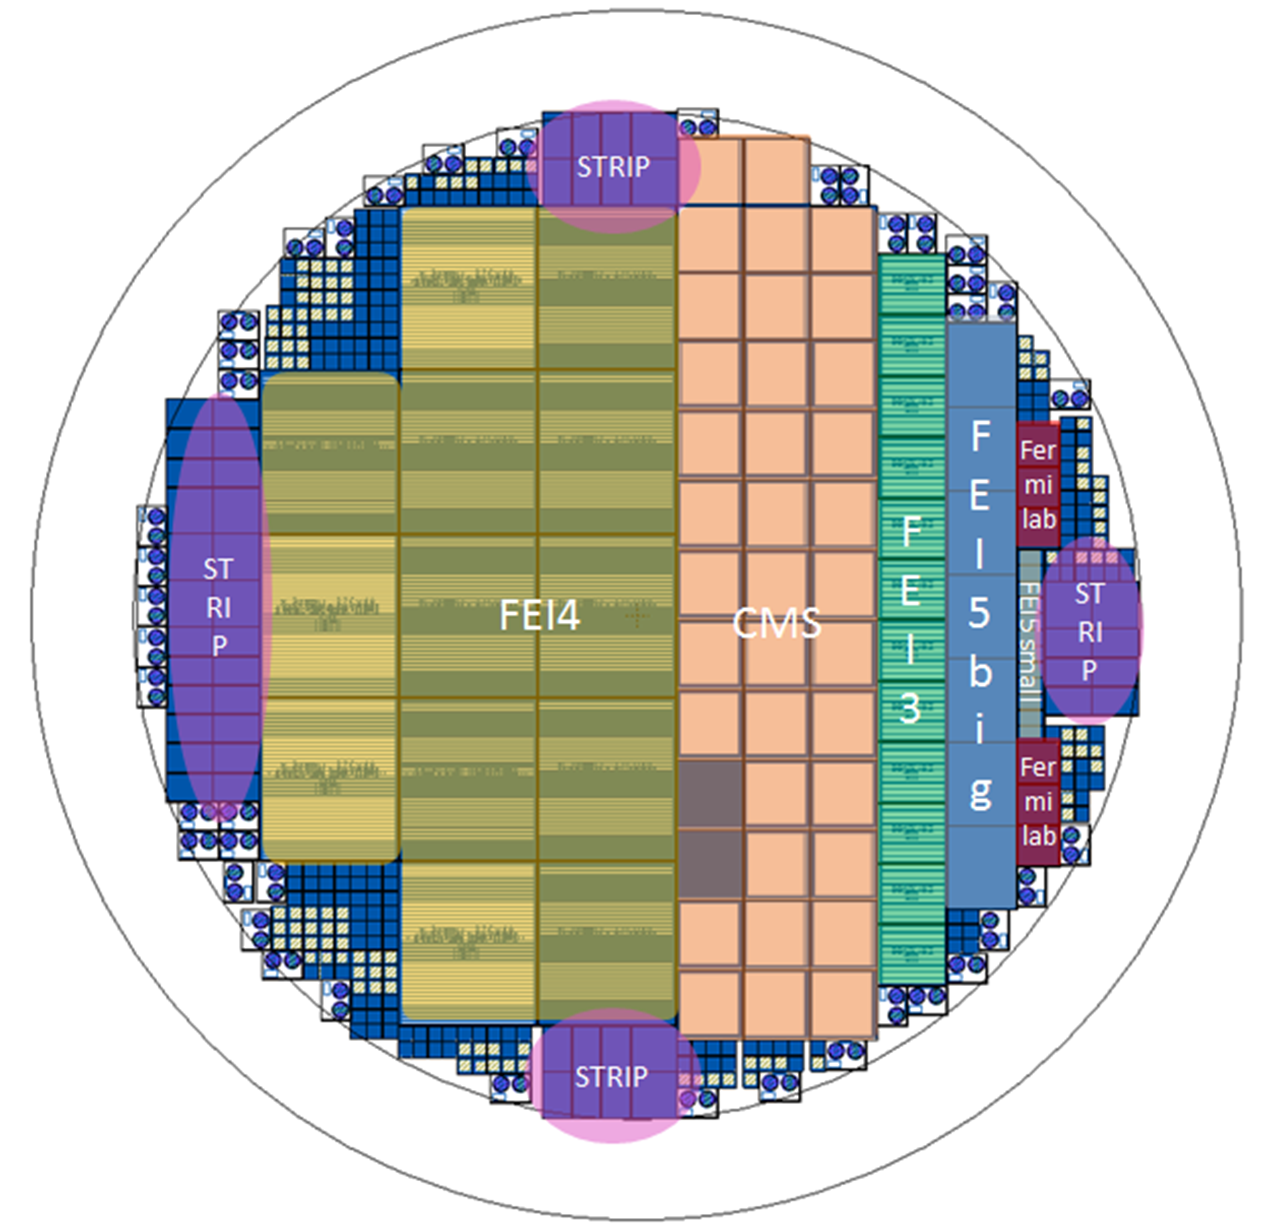 STRIP
Fer
mi
lab
F
E
I
5
b
i
g
F
E
I
3
ST
RI
P
FEI4
CMS
FEI5 small
ST
RI
P
Fer
mi
lab
STRIP